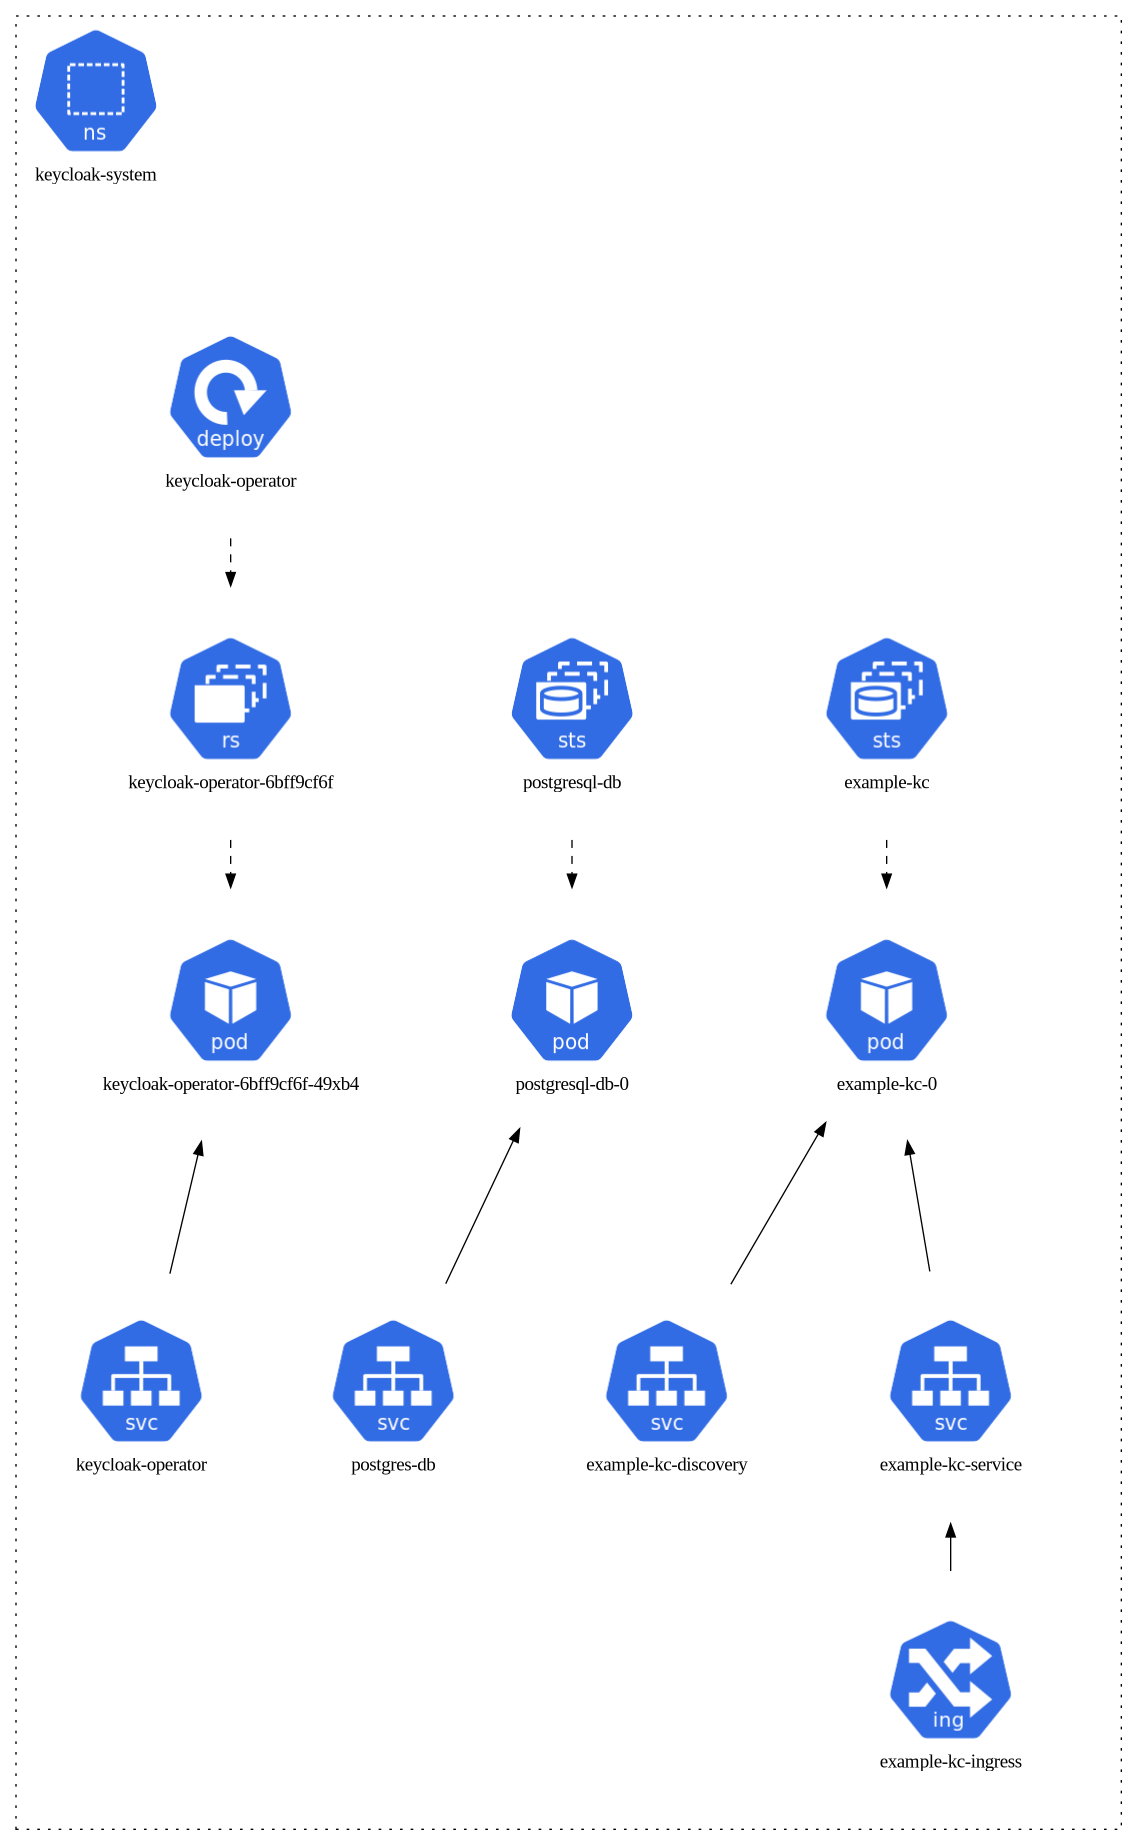 ns
keycloak-system
deploy
keycloak-operator
rs
sts
sts
keycloak-operator-6bff9cf6f
postgresql-db
example-kc
pod
pod
pod
keycloak-operator-6bff9cf6f-49xb4
postgresql-db-0
example-kc-0
svc
svc
svc
svc
keycloak-operator
postgres-db
example-kc-discovery
example-kc-service
ing
example-kc-ingress